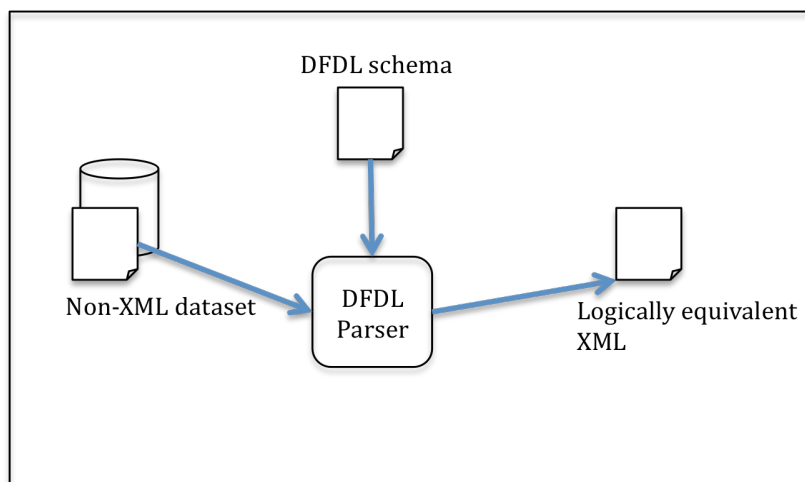 DFDL schema
Non-XML dataset
DFDL
Parser
Logically equivalent
XML